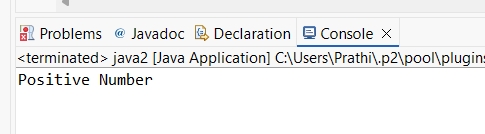 Problems @ Javadoc Declaration Console
<terminated> java2 [Java Application] C:\Users\Prathi\.p2\pool\plugins
Positive Number